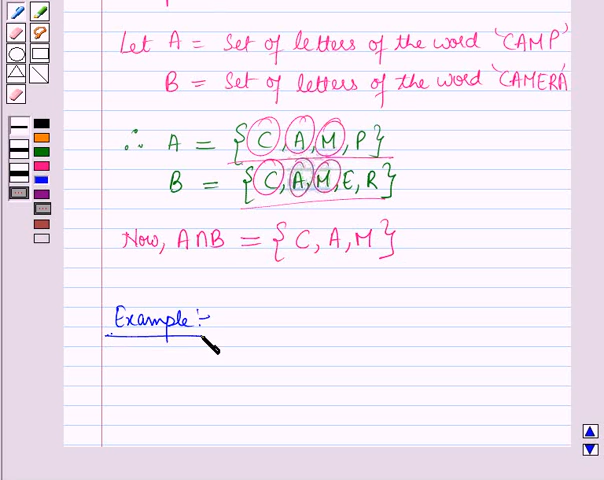 Let A = Set of letters of the word 'CAMP'
B = Set of letters of the word 'CAMERA'
∴ A = {C, A, M, P}
B = {C, A, M, E, R}
Now, A∩B = {C, A, M}
Example:-